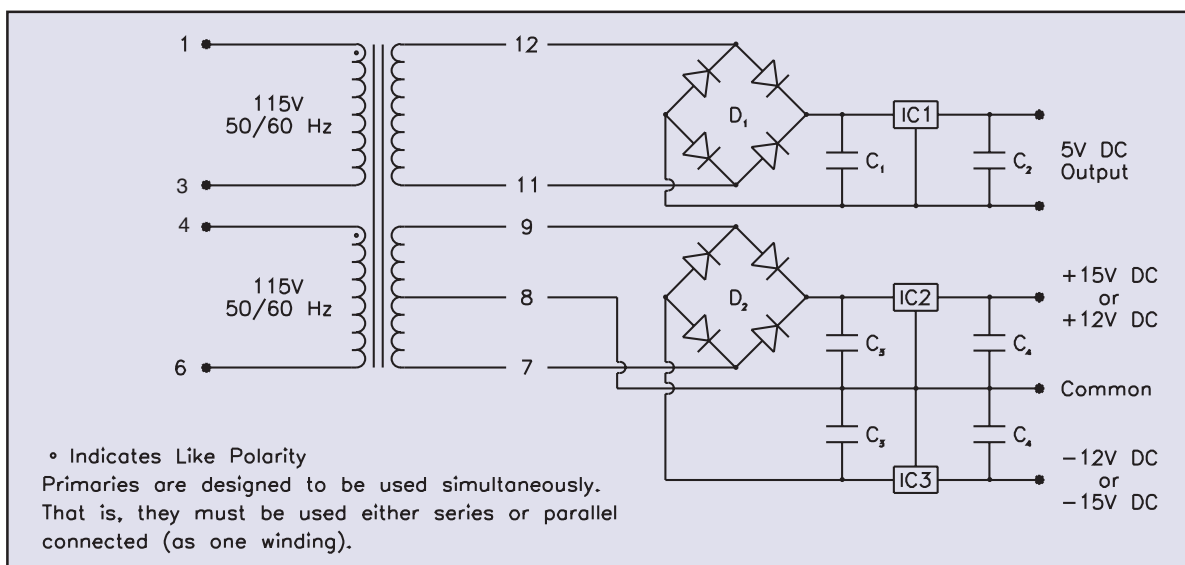 1
12
115V
50/60 Hz
D₁
IC1
C₁
C₂
5V DC
Output
3
11
4
9
115V
50/60 Hz
8
D₂
IC2
+15V DC
or
+12V DC
C₃
C₄
6
7
Common
C₃
C₄
IC3
−12V DC
or
−15V DC
Indicates Like Polarity
Primaries are designed to be used simultaneously.
That is, they must be used either series or parallel
connected (as one winding).